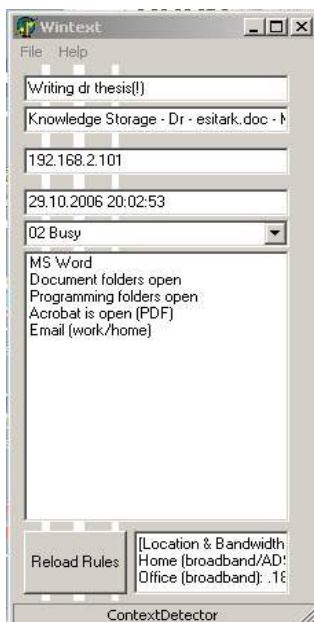 Wintext
File Help
Writing dr thesis(!)
Knowledge Storage - Dr - esitark.doc - M
192.168.2.101
29.10.2006 20:02:53
02 Busy
MS Word
Document folders open
Programming folders open
Acrobat is open (PDF)
Email (work/home)
Reload Rules
[Location & Bandwidth
Home (broadband/ADS
Office (broadband): .18
ContextDetector